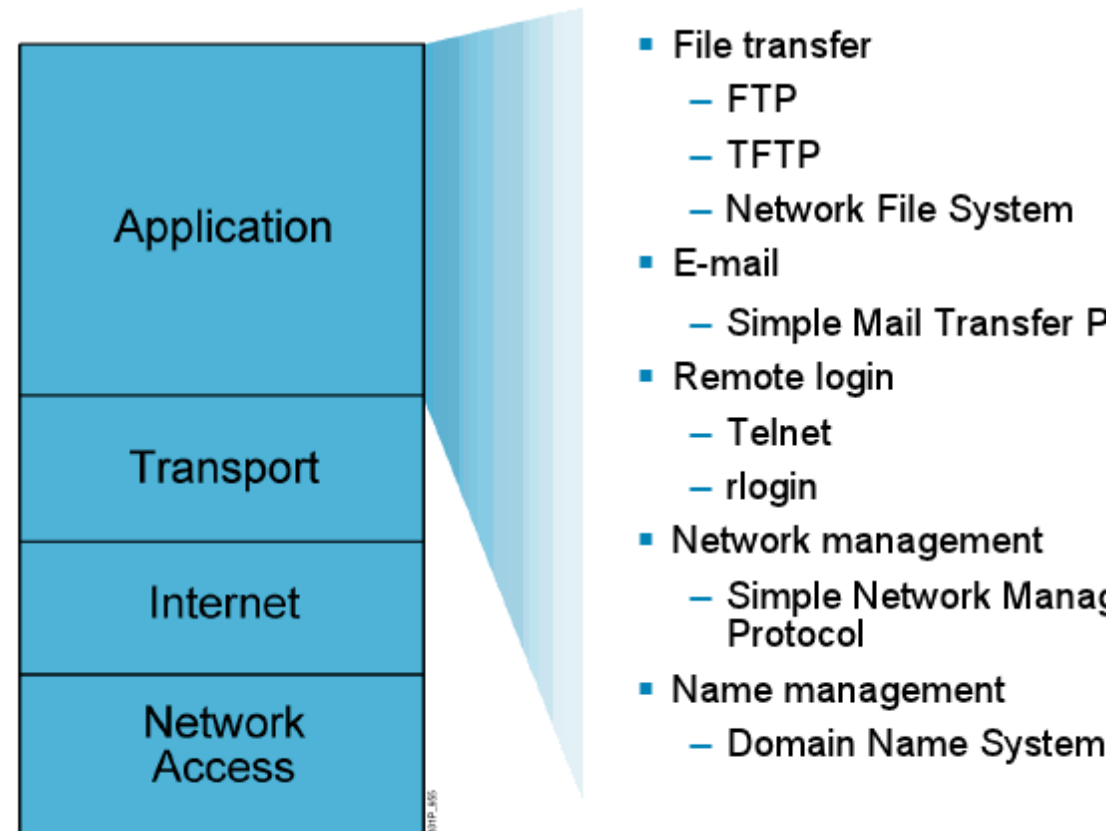 Application
Transport
Internet
Network
Access
File transfer
– FTP
– TFTP
– Network File System
E-mail
– Simple Mail Transfer P
Remote login
– Telnet
– rlogin
Network management
– Simple Network Manag
Protocol
Name management
– Domain Name System